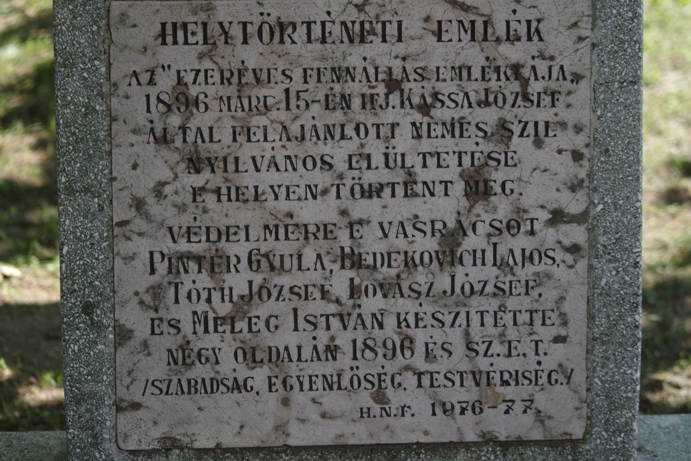 HELYTÖRTÉNETI EMLÉK
AZ "EZERÉVES FENNÁLLÁS EMLÉKFÁJA„
1896 MÁRC. 15-ÉN IFJ. KASSA JÓZSEF
ÁLTAL FELAJÁNLOTT NEMES SZIL
NYILVÁNOS ELÜLTETÉSE
E HELYEN TÖRTÉNT MEG.
VÉDELMÉRE E VASRÁCSOT
PINTÉR GYULA, BEDEKOVICH LAJOS,
TÓTH JÓZSEF, LOVÁSZ JÓZSEF,
ÉS MELEG ISTVÁN KÉSZITETTE
NÉGY OLDALÁN 1896 ÉS SZ.E.T.
/SZABADSÁG, EGYENLŐSÉG, TESTVÉRISÉG./
H.N.F. 1976-77.